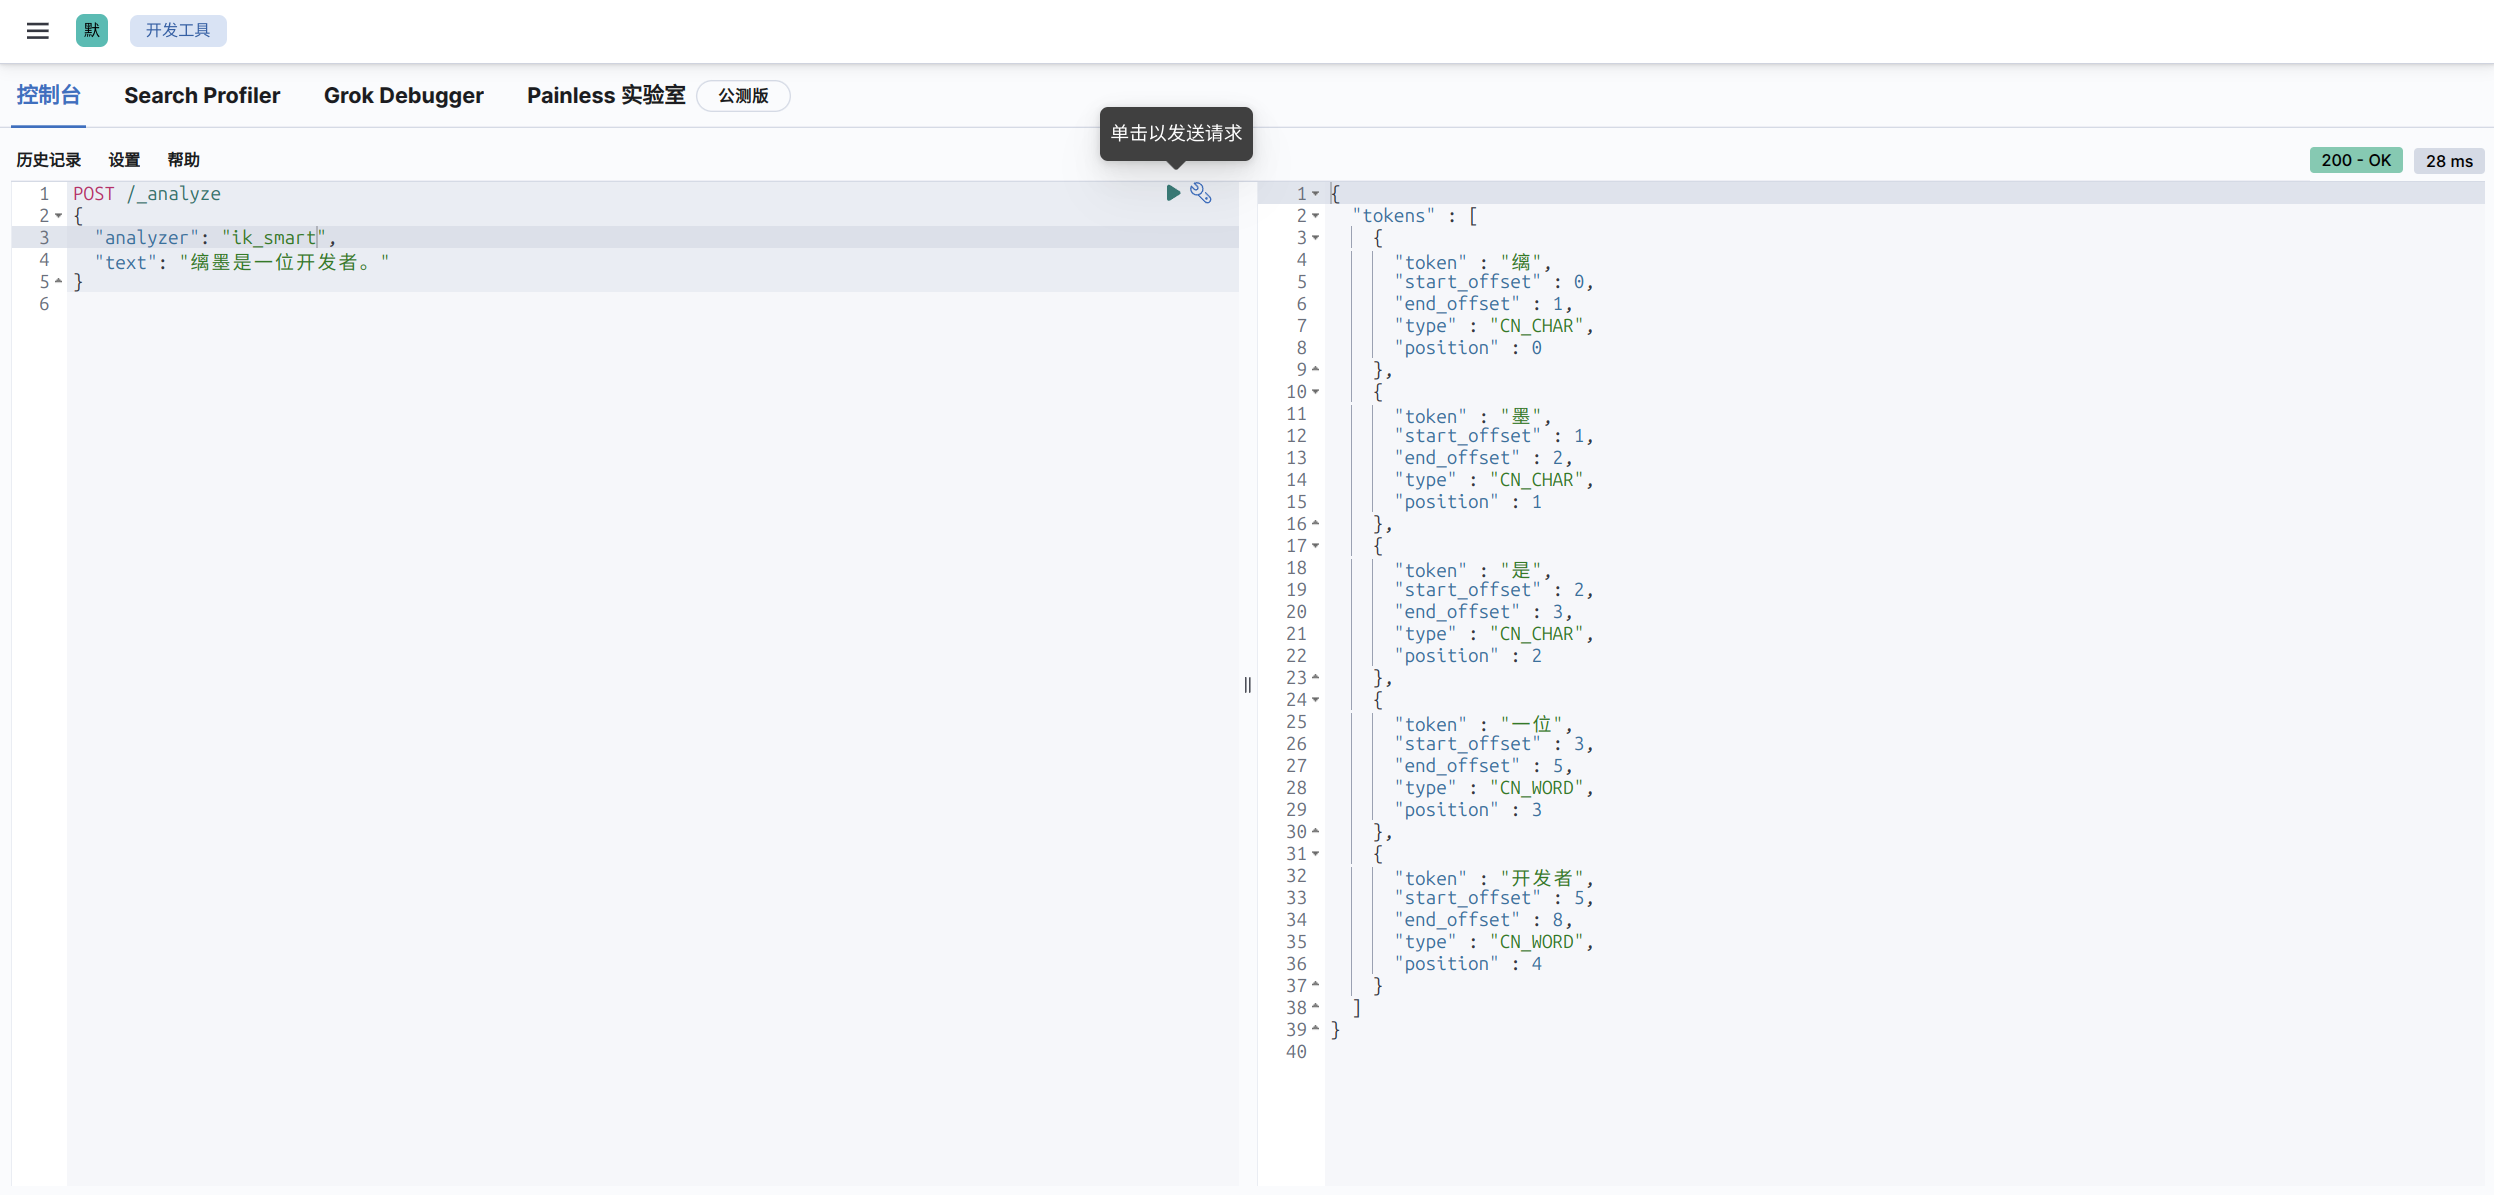 默 开发工具
控制台 Search Profiler Grok Debugger Painless 实验室 公测版
单击以发送请求
历史记录 设置 帮助
200 - OK 28 ms
1 POST /_analyze
2 {
3 "analyzer": "ik_smart",
4 "text": "缡墨是一位开发者。"
5 }
6
1 {
2 "tokens" : [
3 {
4 "token" : "缡",
5 "start_offset" : 0,
6 "end_offset" : 1,
7 "type" : "CN_CHAR",
8 "position" : 0
9 },
10 {
11 "token" : "墨",
12 "start_offset" : 1,
13 "end_offset" : 2,
14 "type" : "CN_CHAR",
15 "position" : 1
16 },
17 {
18 "token" : "是",
19 "start_offset" : 2,
20 "end_offset" : 3,
21 "type" : "CN_CHAR",
22 "position" : 2
23 },
24 {
25 "token" : "一位",
26 "start_offset" : 3,
27 "end_offset" : 5,
28 "type" : "CN_WORD",
29 "position" : 3
30 },
31 {
32 "token" : "开发者",
33 "start_offset" : 5,
34 "end_offset" : 8,
35 "type" : "CN_WORD",
36 "position" : 4
37 }
38 ]
39 }
40